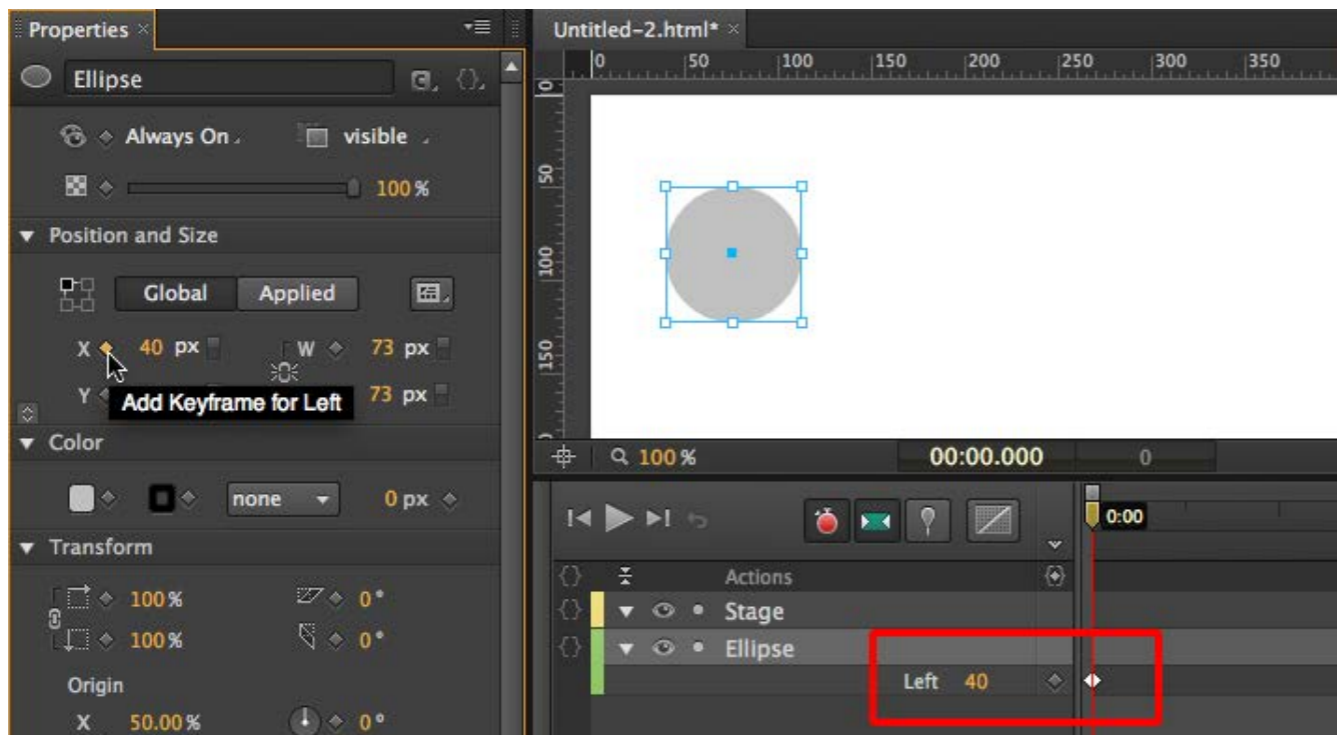 Properties ×
Ellipse
Always On
visible
100 %
Position and Size
Global
Applied
X 40 px
W 73 px
Y
73 px
Add Keyframe for Left
Color
none
0 px
Transform
100 %
0°
100 %
0°
Origin
X 50.00 %
0°
Untitled-2.html* ×
0 50 100 150 200 250 300 350
0
50
100
150
100 %
00:00.000
0
0:00
Actions
Stage
Ellipse
Left 40